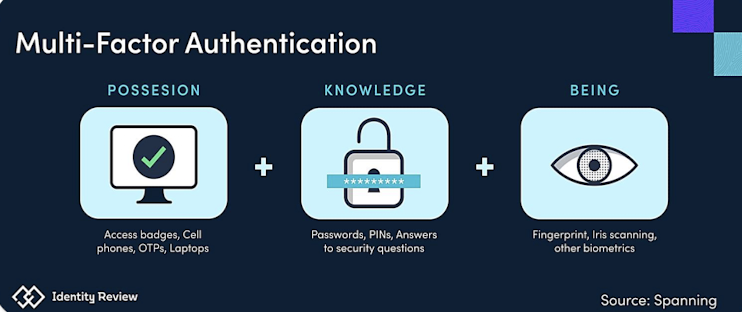 Multi-Factor Authentication
POSSESION
KNOWLEDGE
BEING
*********
Access badges, Cell
phones, OTPs, Laptops
Passwords, PINs, Answers
to security questions
Fingerprint, Iris scanning,
other biometrics
Identity Review
Source: Spanning